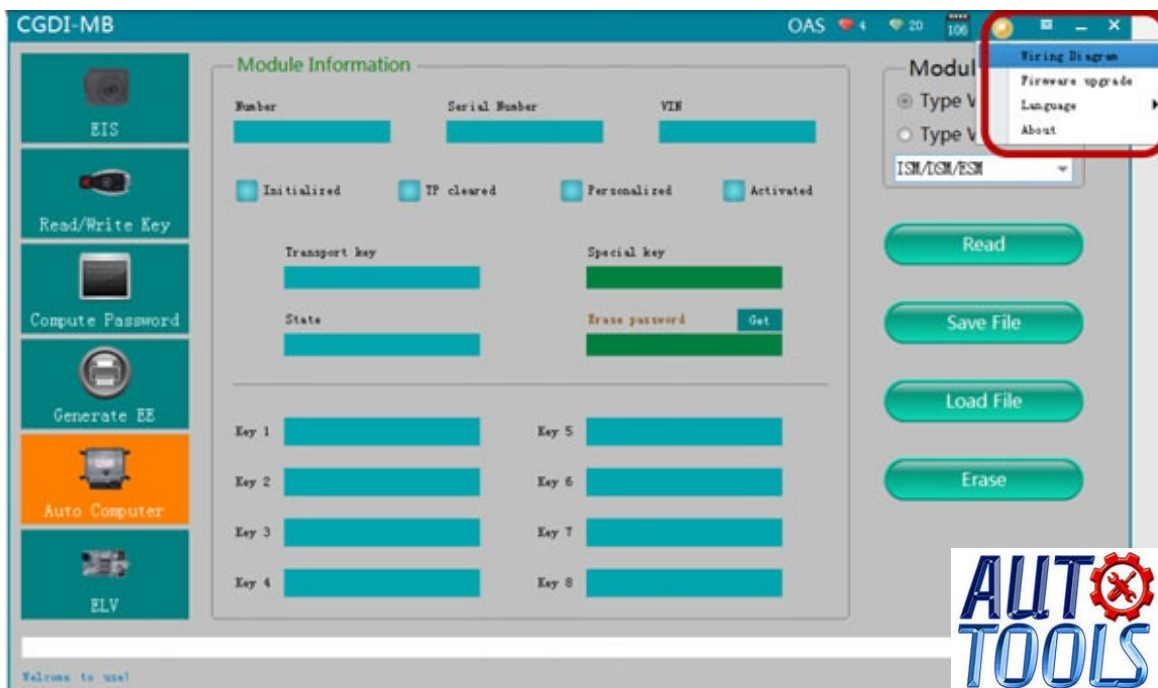 CGDI-MB
OAS 4 20 106
Wiring Diagram
Firmware upgrade
Language
About
EIS
Read/Write Key
Compute Password
Generate EE
Auto Computer
ELV
Module Information
Number Serial Number VIN
Initialized TP cleared Personalized Activated
Transport key Special key
State Erase password Get
Key 1 Key 5
Key 2 Key 6
Key 3 Key 7
Key 4 Key 8
Modul
Type V
Type V
ISM/DSM/ESM
Read
Save File
Load File
Erase
Welcome to use!
AUTO
TOOLS